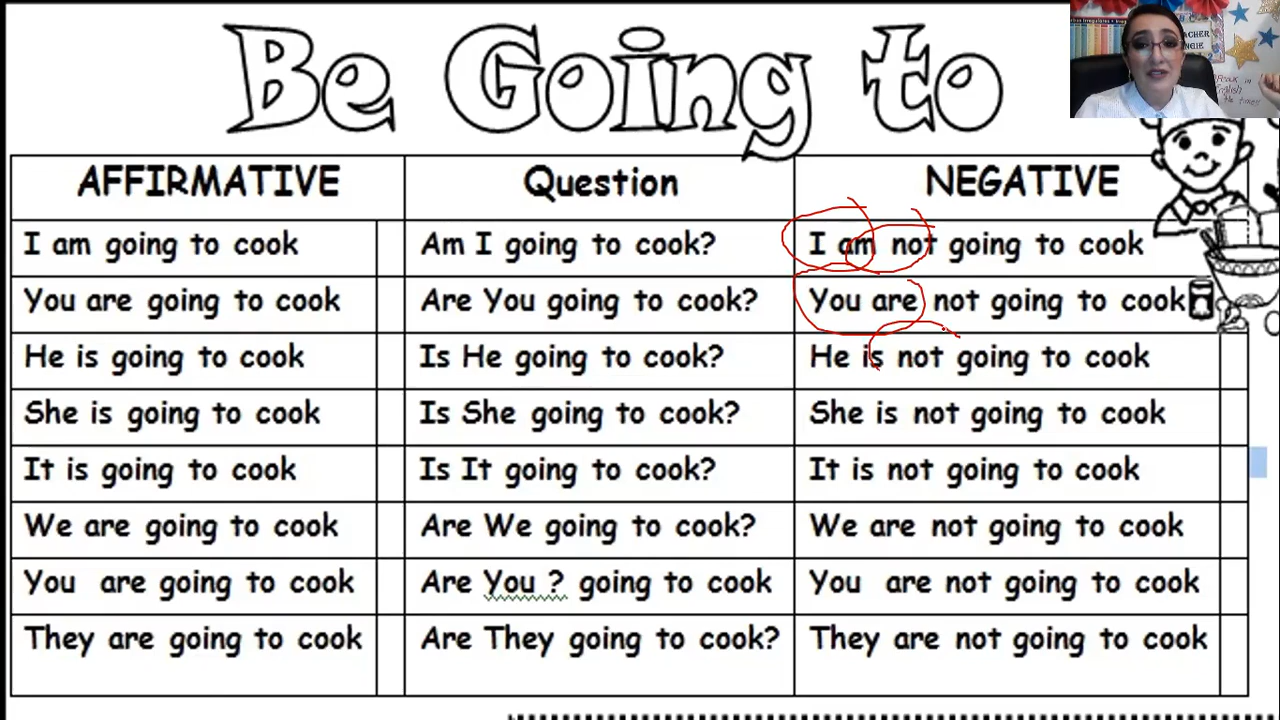 Be Going to
AFFIRMATIVE Question NEGATIVE
I am going to cook Am I going to cook? I am not going to cook
You are going to cook Are You going to cook? You are not going to cook
He is going to cook Is He going to cook? He is not going to cook
She is going to cook Is She going to cook? She is not going to cook
It is going to cook Is It going to cook? It is not going to cook
We are going to cook Are We going to cook? We are not going to cook
You are going to cook Are You ? going to cook You are not going to cook
They are going to cook Are They going to cook? They are not going to cook